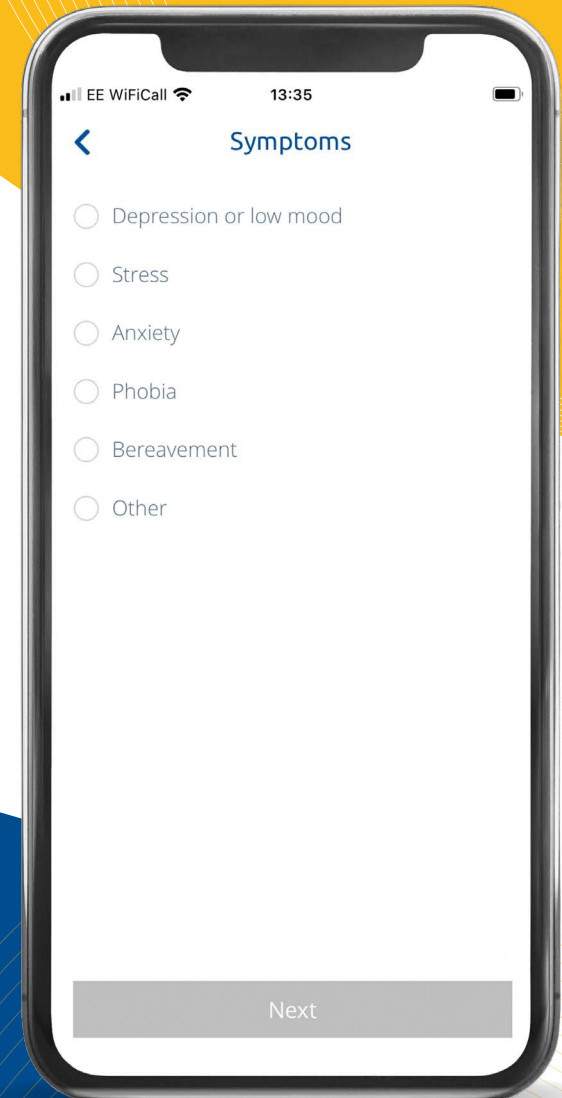 EE WiFiCall 13:35
Symptoms
Depression or low mood
Stress
Anxiety
Phobia
Bereavement
Other
Next